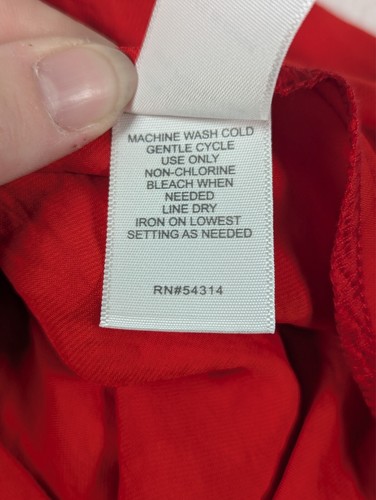 MACHINE WASH COLD
GENTLE CYCLE
USE ONLY
NON-CHLORINE
BLEACH WHEN
NEEDED
LINE DRY
IRON ON LOWEST
SETTING AS NEEDED
RN#54314